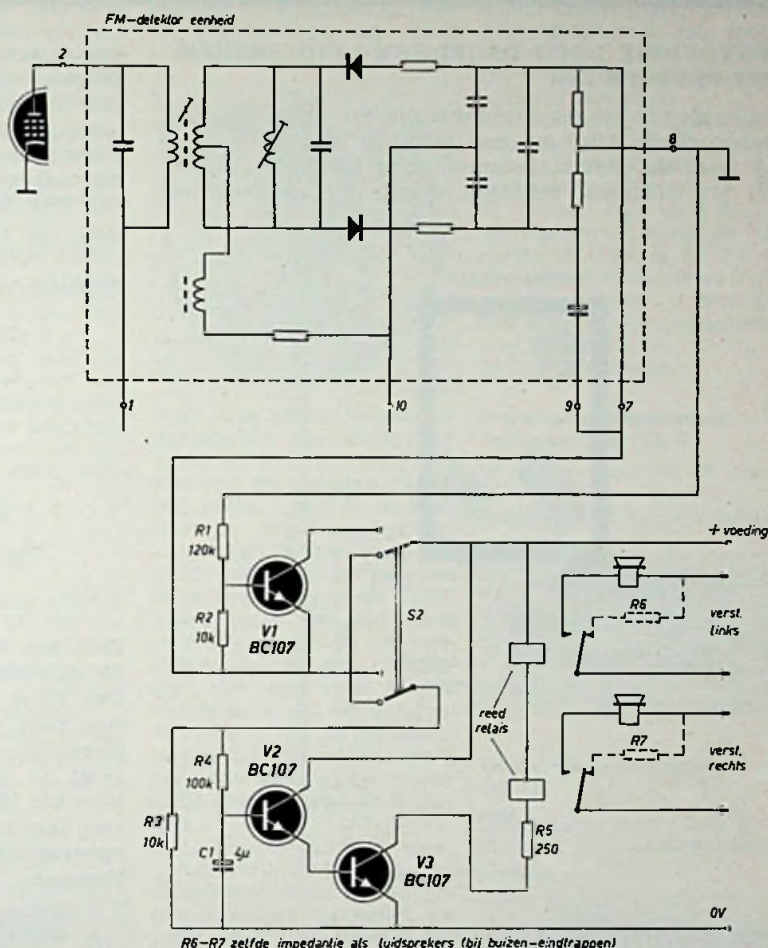 FM-detektor eenheid
2
8
1
10
9
7
R1
120k
R2
10k
V1
BC107
S2
+ voeding
R6
verst.
links
reed
relais
R7
verst.
rechts
V2
BC107
R4
100k
R3
10k
C1
4µ
V3
BC107
R5
250
0V
R6-R7 zelfde impedantie als luidsprekers (bij buizen-eindtrappen)